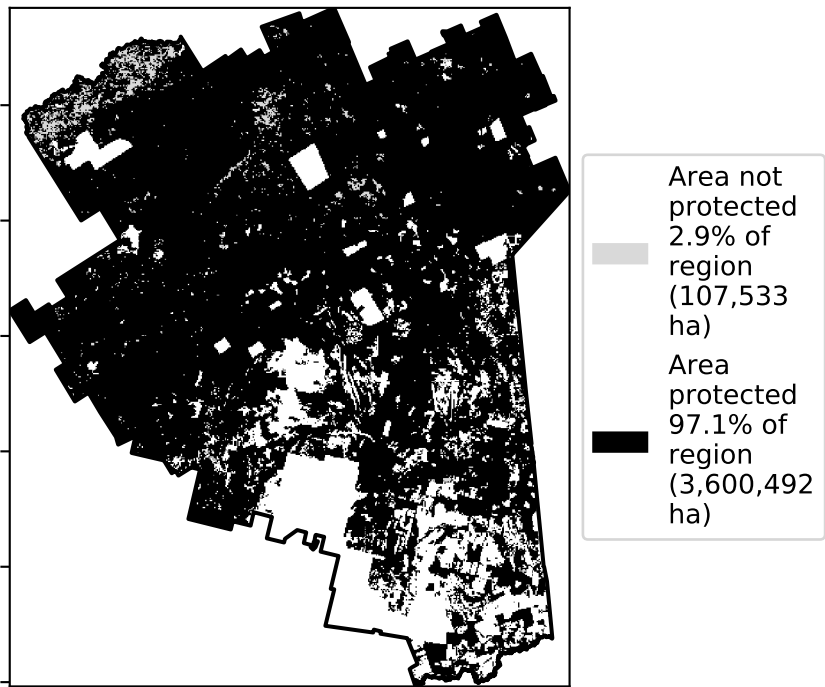 Area not
protected
2.9% of
region
(107,533
ha)
Area
protected
97.1% of
region
(3,600,492
ha)